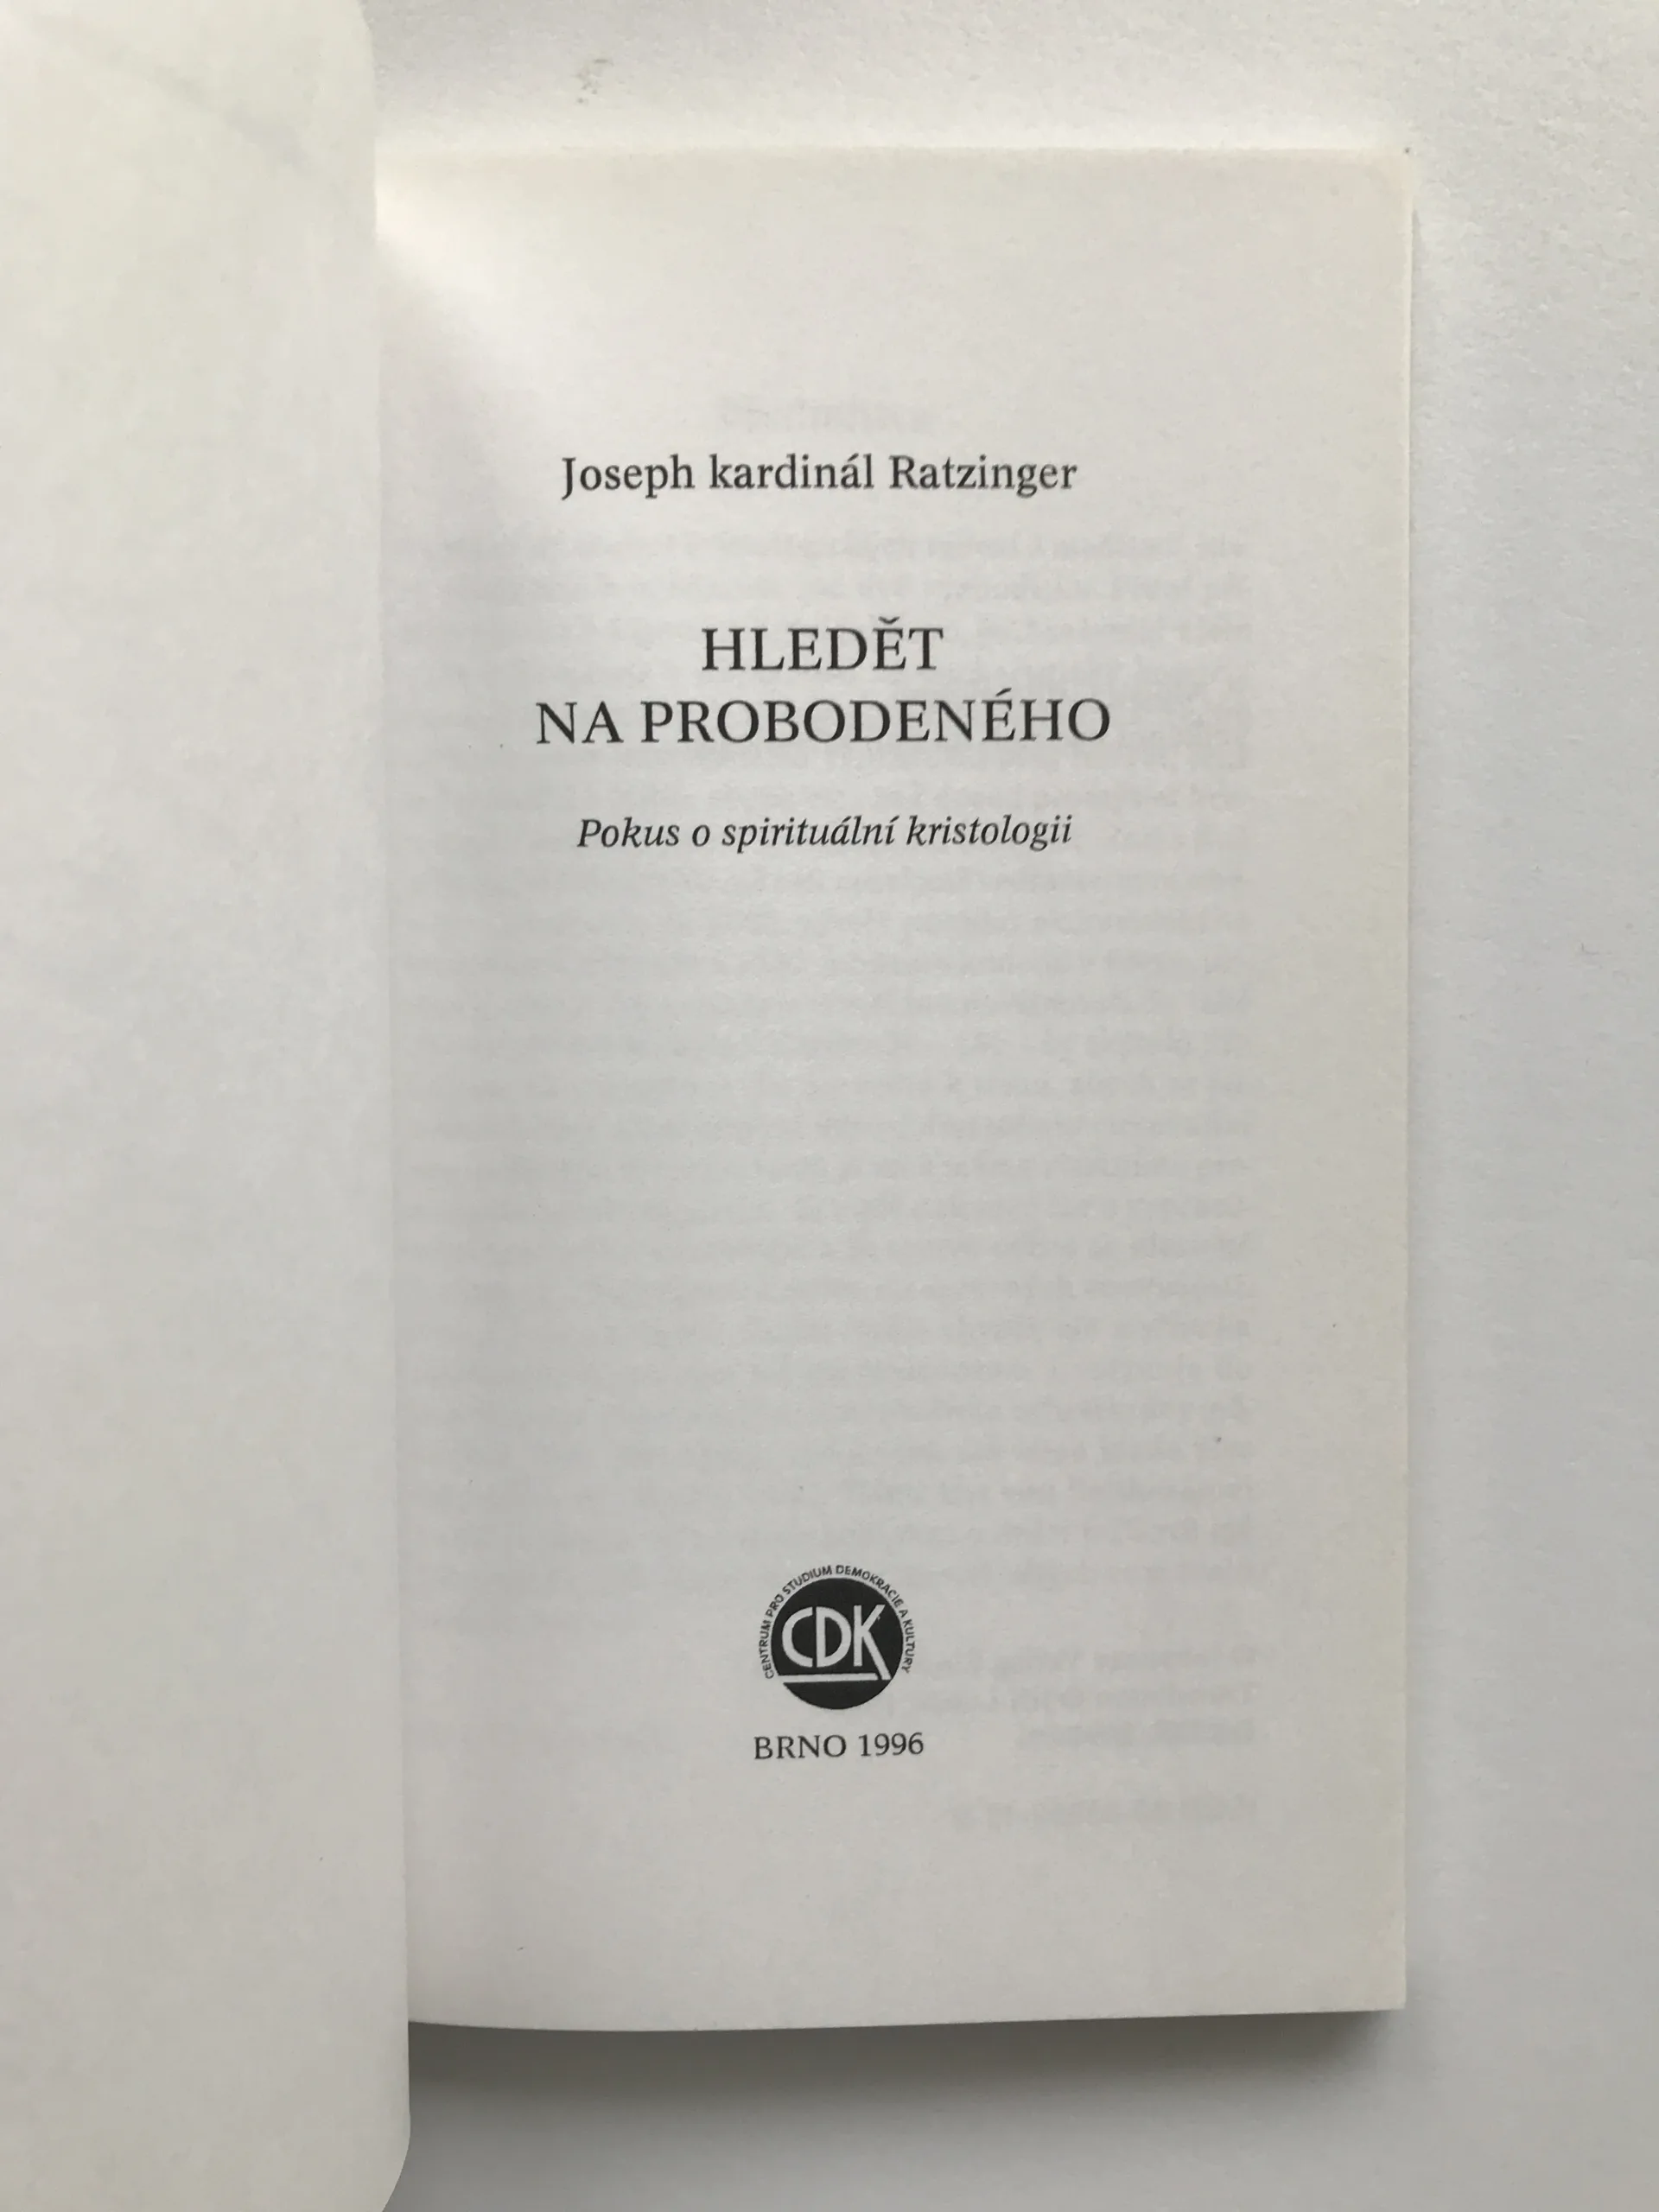 Joseph kardinál Ratzinger
HLEDĚT
NA PROBODENÉHO
Pokus o spirituální kristologii
CENTRUM PRO STUDIUM DEMOKRACIE A KULTURY
CDK
BRNO 1996